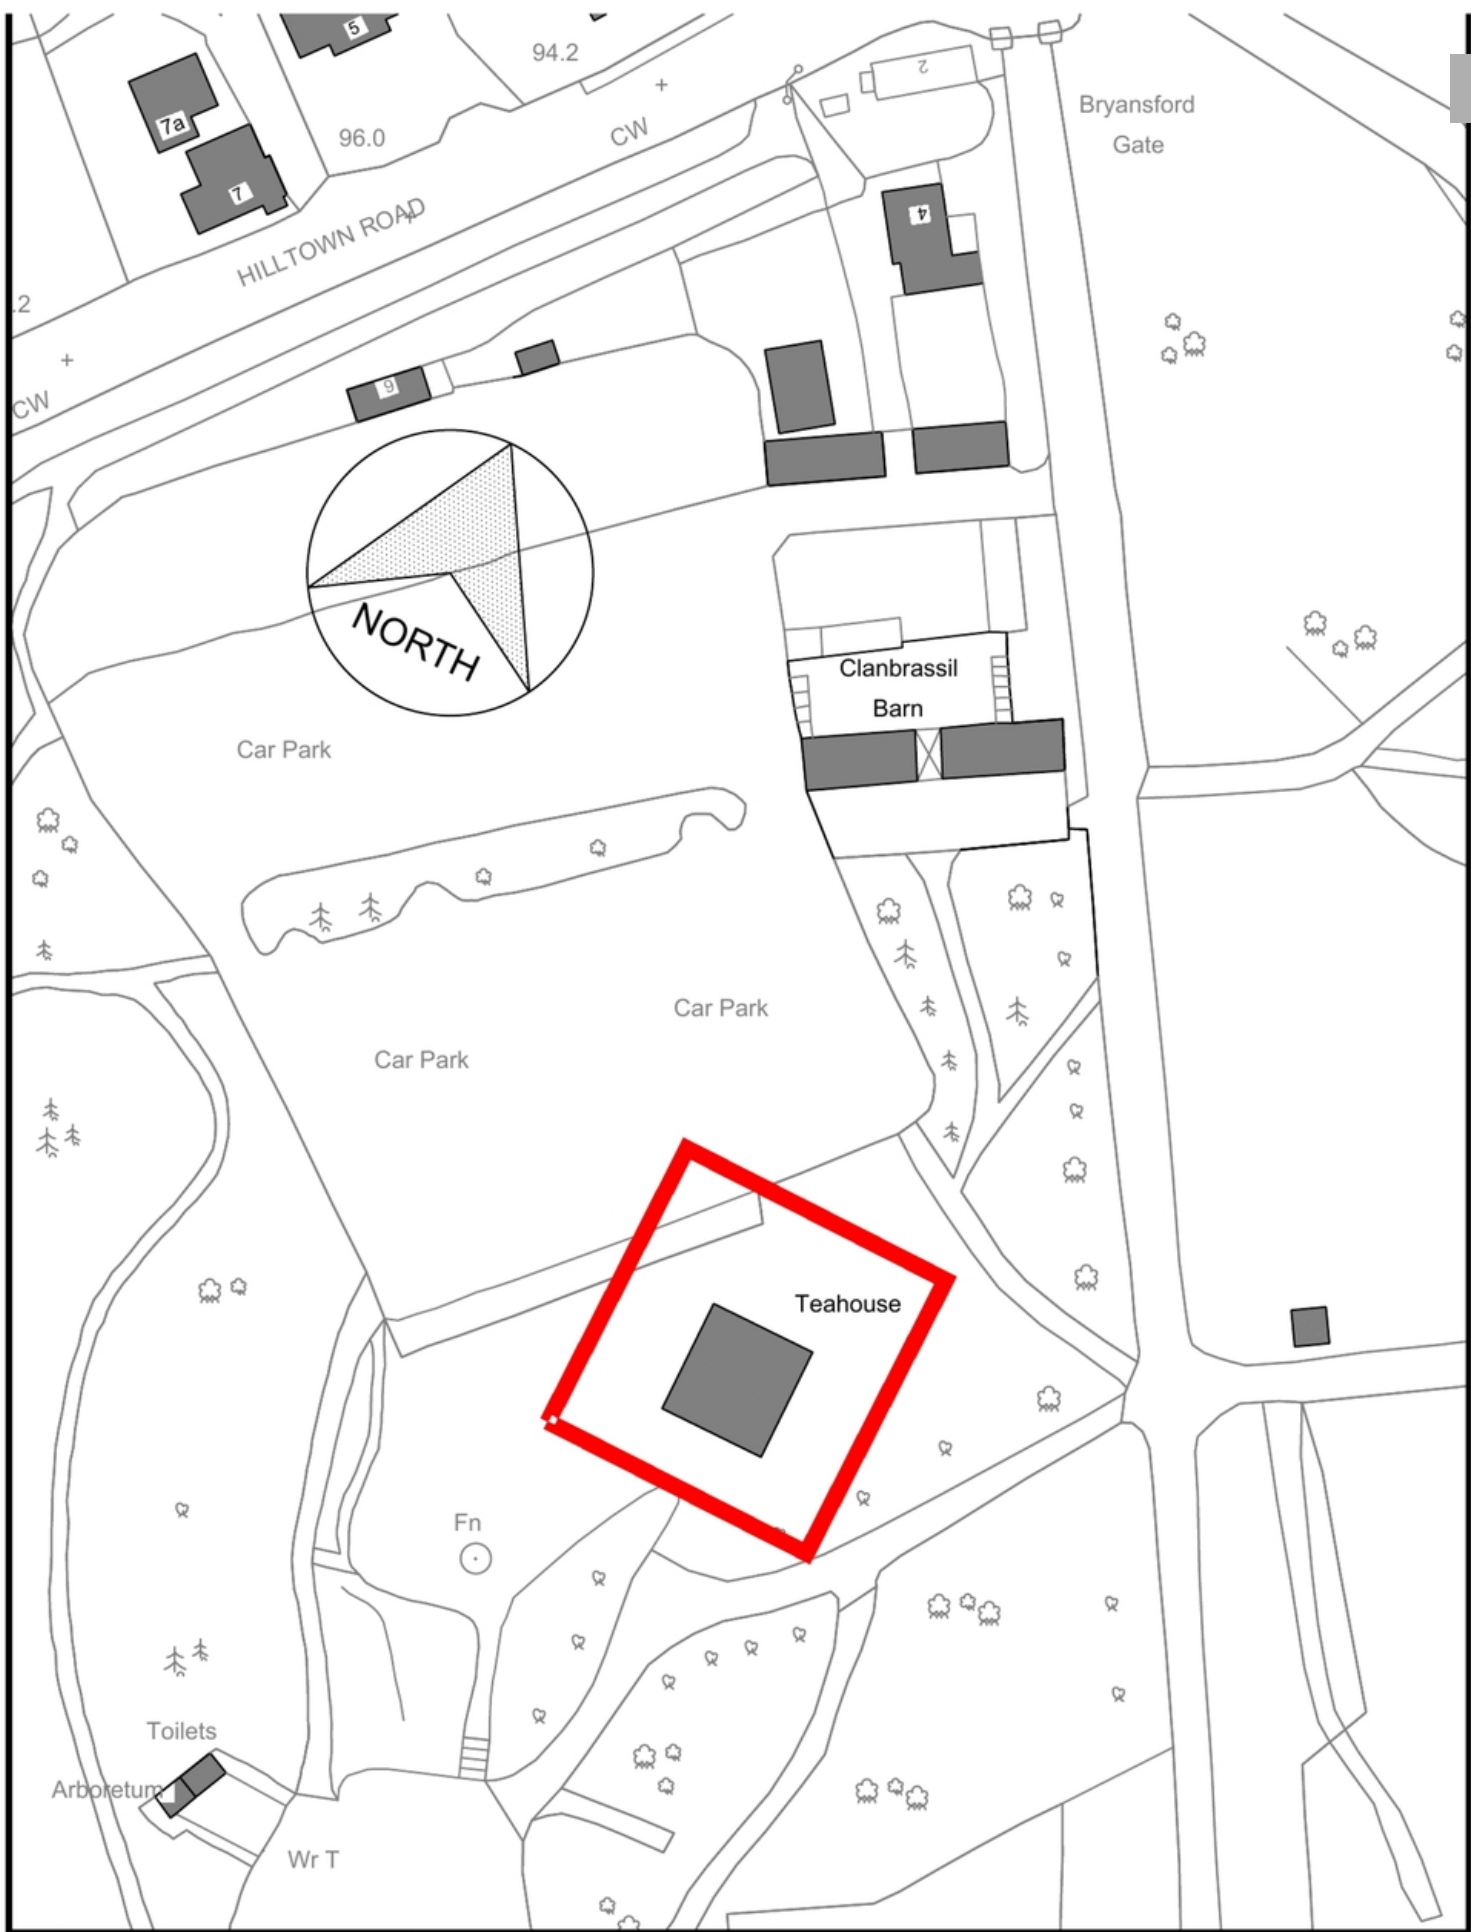 5
94.2
2
Bryansford
Gate
7a
96.0
CW
7
4
HILLTOWN ROAD
.2
9
CW
NORTH
Clanbrassil
Barn
Car Park
Car Park
Car Park
Teahouse
Fn
Toilets
Arboretum
Wr T